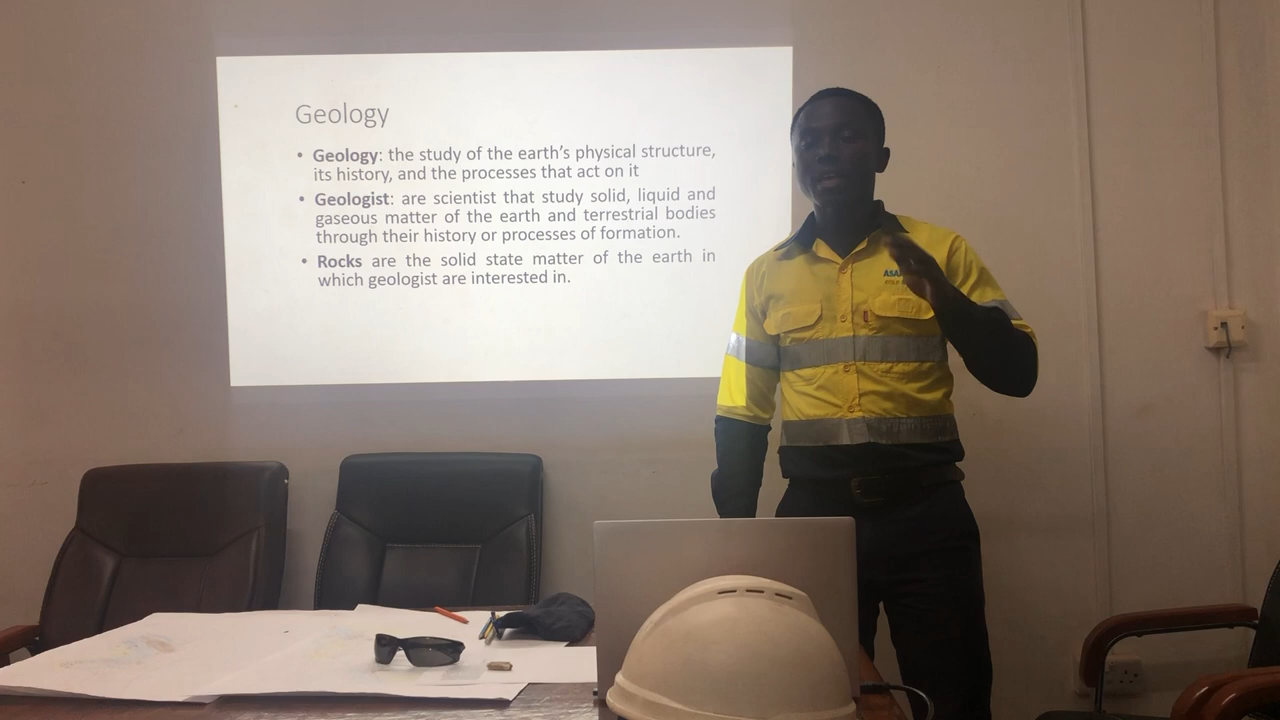 Geology
• Geology: the study of the earth's physical structure,
its history, and the processes that act on it
• Geologist: are scientist that study solid, liquid and
gaseous matter of the earth and terrestrial bodies
through their history or processes of formation.
• Rocks are the solid state matter of the earth in
which geologist are interested in.